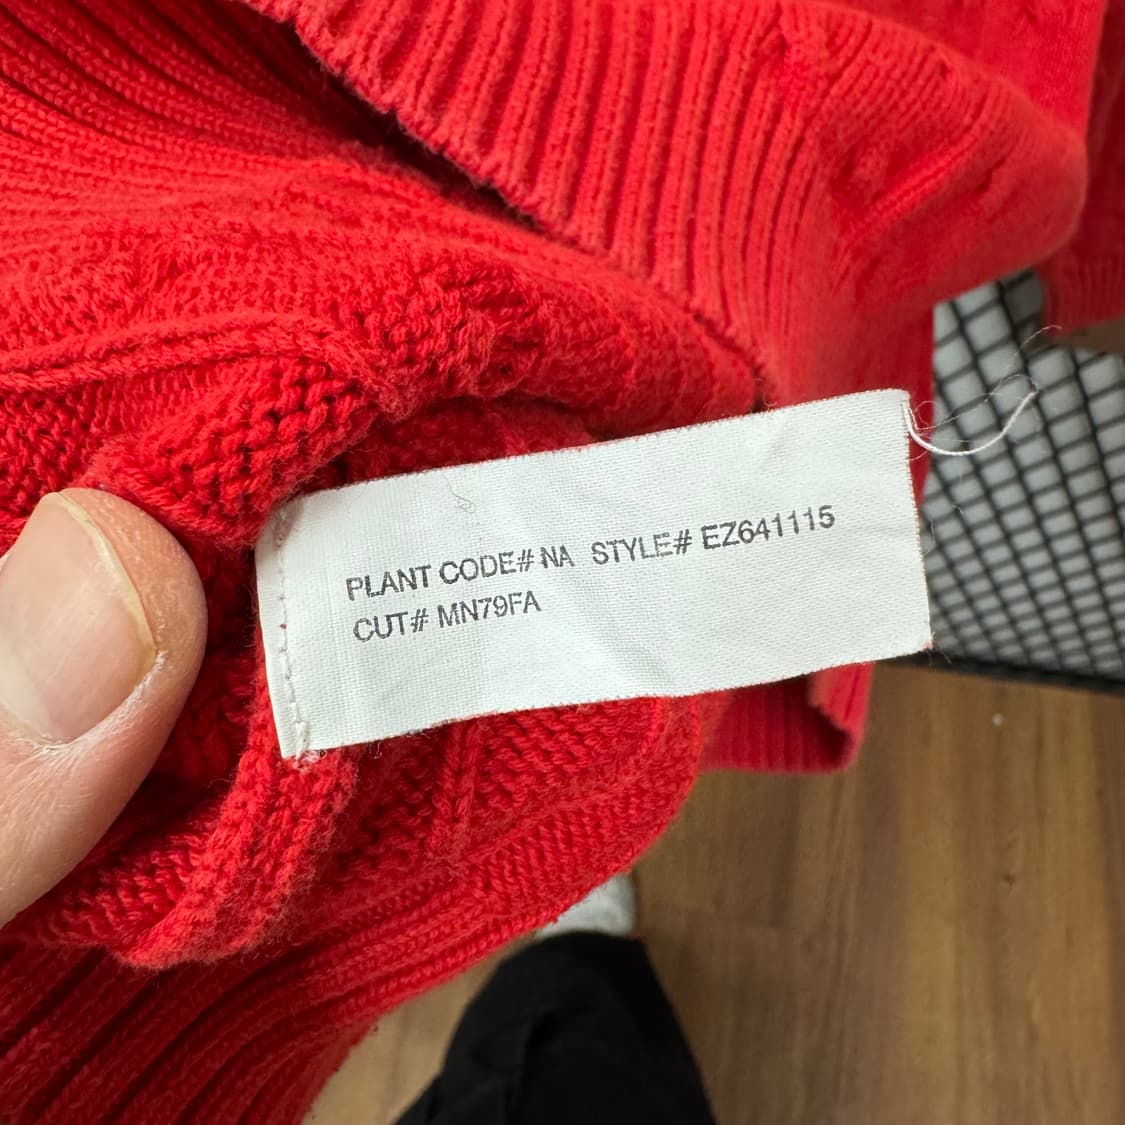 PLANT CODE# NA STYLE# EZ641115
CUT# MN79FA